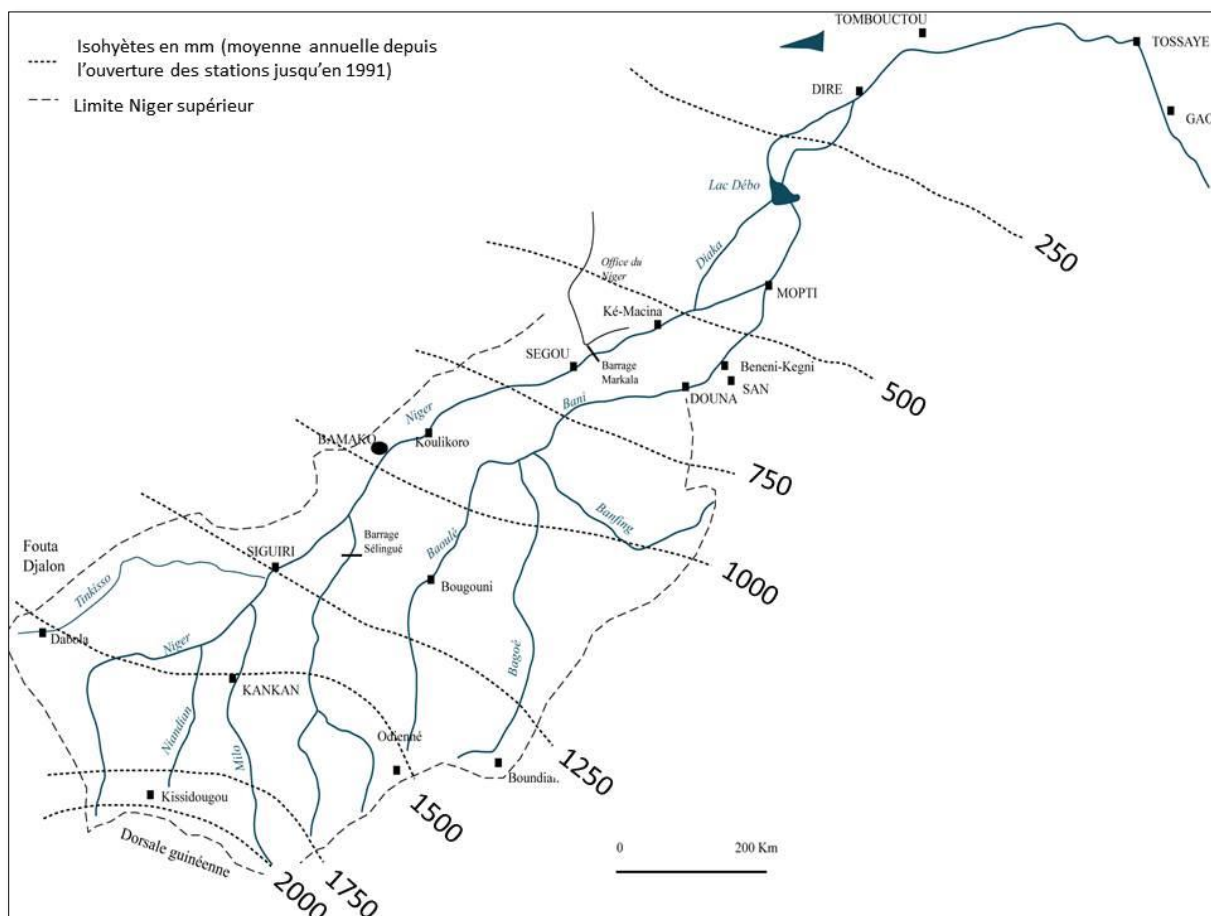 Isohyètes en mm (moyenne annuelle depuis
l'ouverture des stations jusqu'en 1991)
Limite Niger supérieur
TOMBOUCTOU
TOSSAYE
DIRE
GAO
Lac Débo
250
Diaka
Office du
Niger
MOPTI
Ké-Macina
SEGOU
Barrage
Markala
Beneni-Kegni
SAN
DOUNA
500
Bani
Niger
BAMAKO
Koulikoro
750
Banfing
Barrage
Sélingué
Baoulé
1000
Fouta
Djalon
SIGUIRI
Tinkisso
Bougouni
Dabola
Niger
Bagoé
KANKAN
Niandian
Milo
Odienné
1250
Boundia
Kissidougou
1500
Dorsale guinéenne
1750
2000
0 200 Km